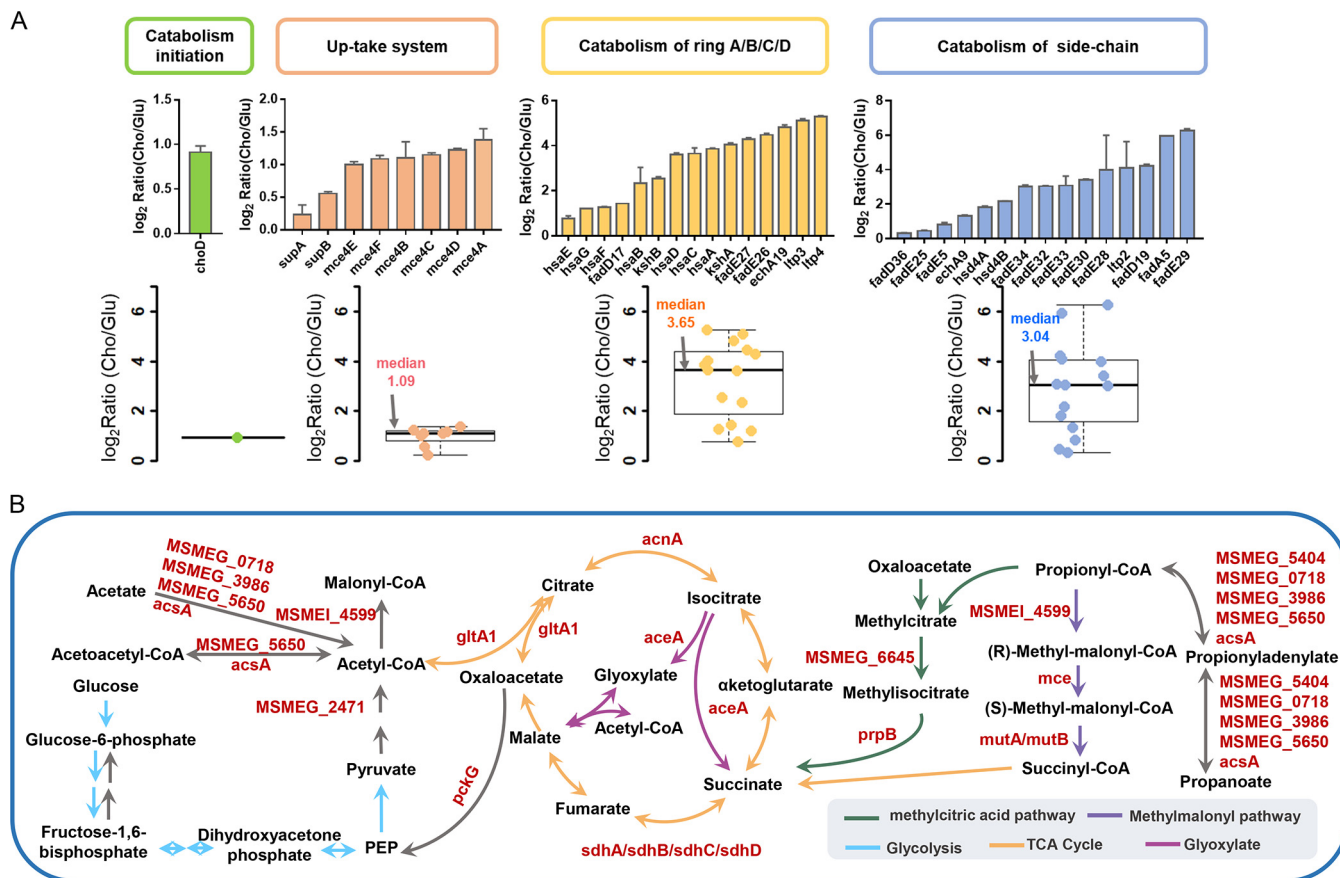 A
Catabolism
initiation
Up-take system
Catabolism of ring A/B/C/D
Catabolism of side-chain
log2 Ratio(Cho/Glu)
1.5
1.0
0.5
0.0
choD
log2 Ratio(Cho/Glu)
2.0
1.5
1.0
0.5
0.0
supA
supB
mce4E
mce4F
mce4B
mce4C
mce4D
mce4A
log2 Ratio(Cho/Glu)
6
4
2
0
hsaE
hsaG
hsaF
fadD17
hsaB
kshB
hsaD
hsaC
hsaA
kshA
fadE27
fadE26
echA19
ltp3
ltp4
log2 Ratio(Cho/Glu)
8
6
4
2
0
fadD36
fadE25
fadE5
echA9
hsd4A
hsd4B
fadE34
fadE32
fadE33
fadE30
fadE28
ltp2
fadD19
fadA5
fadE29
log2Ratio (Cho/Glu)
6
4
2
0
log2Ratio (Cho/Glu)
6
4
2
0
median
1.09
log2Ratio (Cho/Glu)
6
4
2
0
median
3.65
log2Ratio (Cho/Glu)
6
4
2
0
median
3.04
B
Acetate
MSMEG_0718
MSMEG_3986
MSMEG_5650
acsA
Malonyl-CoA
MSMEI_4599
Acetoacetyl-CoA
MSMEG_5650
acsA
Acetyl-CoA
Glucose
Glucose-6-phosphate
MSMEG_2471
Pyruvate
Fructose-1,6-
bisphosphate
Dihydroxyacetone
phosphate
PEP
pckG
acnA
Citrate
Isocitrate
gltA1
gltA1
aceA
Oxaloacetate
Glyoxylate
αketoglutarate
aceA
Malate
Acetyl-CoA
Succinate
Fumarate
sdhA/sdhB/sdhC/sdhD
Oxaloacetate
Propionyl-CoA
Methylcitrate
MSMEI_4599
MSMEG_6645
(R)-Methyl-malonyl-CoA
Methylisocitrate
mce
(S)-Methyl-malonyl-CoA
prpB
mutA/mutB
Succinyl-CoA
MSMEG_5404
MSMEG_0718
MSMEG_3986
MSMEG_5650
acsA
Propionyladenylate
MSMEG_5404
MSMEG_0718
MSMEG_3986
MSMEG_5650
acsA
Propanoate
methylcitric acid pathway
Methylmalonyl pathway
Glycolysis
TCA Cycle
Glyoxylate